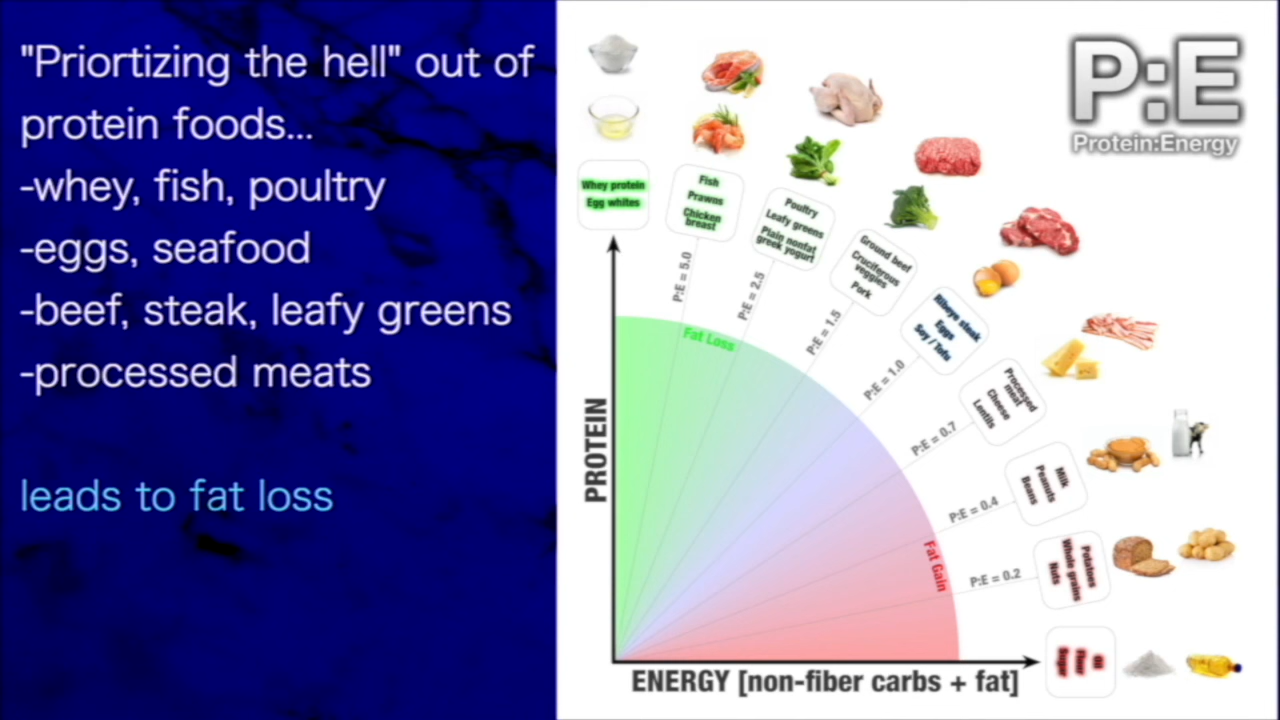 "Priortizing the hell" out of
protein foods...
-whey, fish, poultry
-eggs, seafood
-beef, steak, leafy greens
-processed meats
leads to fat loss
P:E
Protein:Energy
Whey protein
Egg whites
Fish
Prawns
Chicken
breast
Poultry
Leafy greens
Plain nonfat
greek yogurt
Ground beef
Cruciferous
veggies
Pork
Ribeye steak
Eggs
Soy / Tofu
Processed
meat
Cheese
Lentils
Milk
Peanuts
Beans
Potatoes
Whole grains
Nuts
Oil
Flour
Sugar
P:E = 5.0
P:E = 2.5
P:E = 1.5
P:E = 1.0
P:E = 0.7
P:E = 0.4
P:E = 0.2
Fat Loss
Fat Gain
PROTEIN
ENERGY [non-fiber carbs + fat]